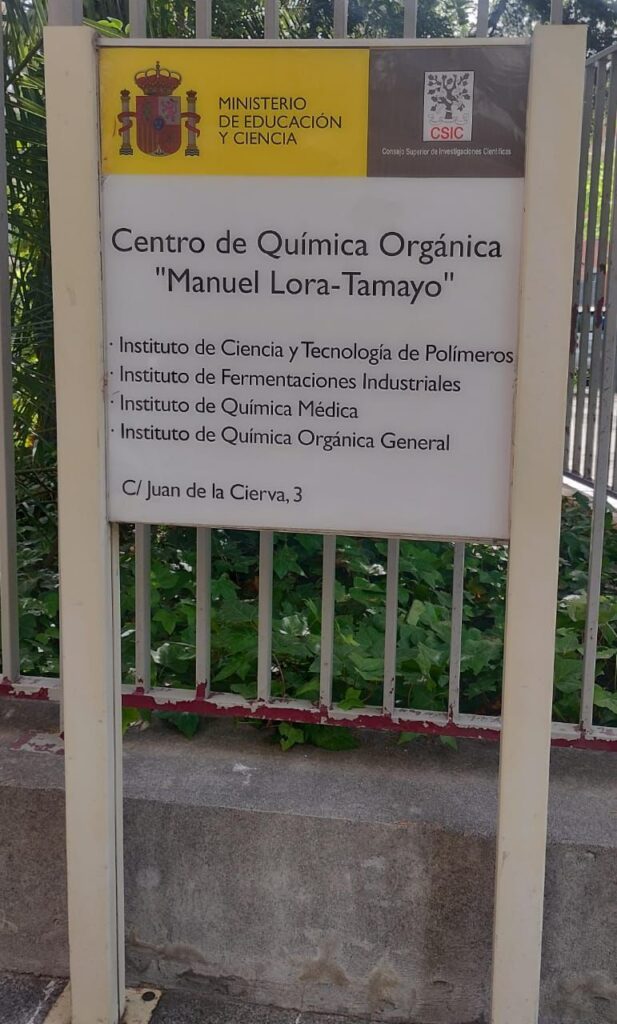 MINISTERIO
DE EDUCACIÓN
Y CIENCIA
CSIC
Consejo Superior de Investigaciones Científicas
Centro de Química Orgánica
"Manuel Lora-Tamayo"
· Instituto de Ciencia y Tecnología de Polímeros
· Instituto de Fermentaciones Industriales
· Instituto de Química Médica
· Instituto de Química Orgánica General
C/ Juan de la Cierva, 3